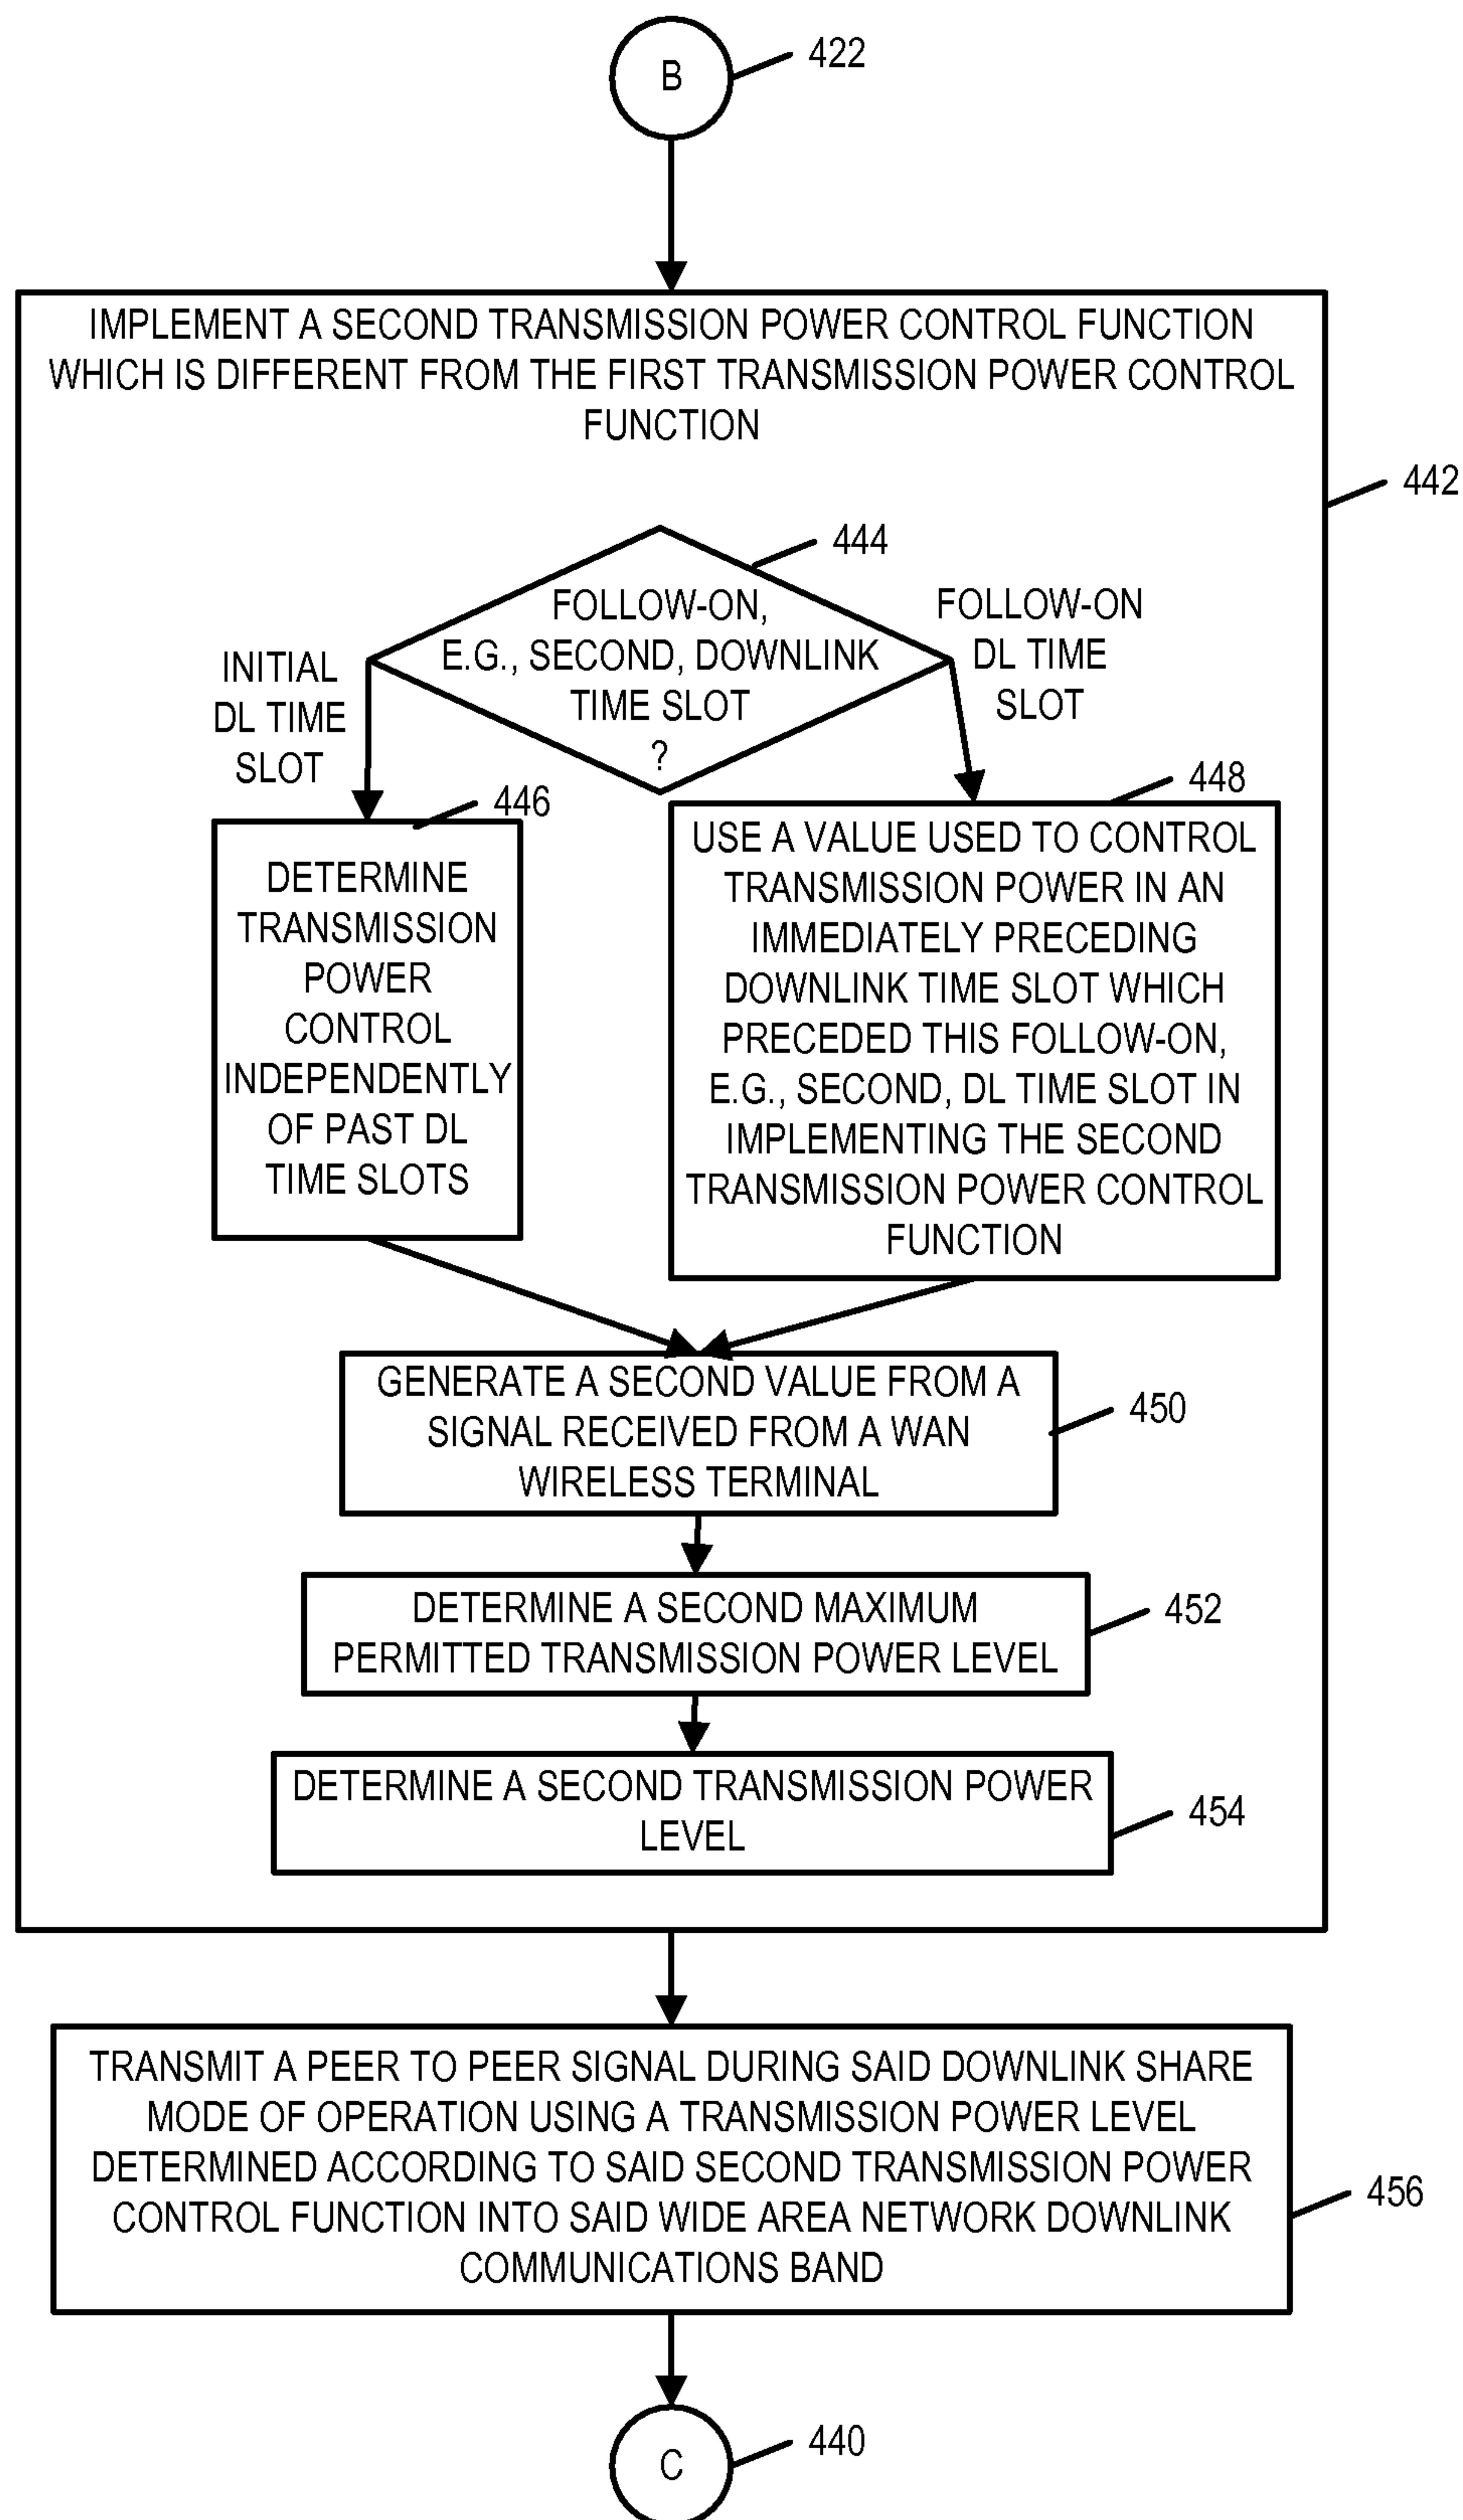 B
422
IMPLEMENT A SECOND TRANSMISSION POWER CONTROL FUNCTION
WHICH IS DIFFERENT FROM THE FIRST TRANSMISSION POWER CONTROL
FUNCTION
442
444
FOLLOW-ON,
E.G., SECOND, DOWNLINK
TIME SLOT
?
INITIAL
DL TIME
SLOT
FOLLOW-ON
DL TIME
SLOT
446
DETERMINE
TRANSMISSION
POWER
CONTROL
INDEPENDENTLY
OF PAST DL
TIME SLOTS
448
USE A VALUE USED TO CONTROL
TRANSMISSION POWER IN AN
IMMEDIATELY PRECEDING
DOWNLINK TIME SLOT WHICH
PRECEDED THIS FOLLOW-ON,
E.G., SECOND, DL TIME SLOT IN
IMPLEMENTING THE SECOND
TRANSMISSION POWER CONTROL
FUNCTION
GENERATE A SECOND VALUE FROM A
SIGNAL RECEIVED FROM A WAN
WIRELESS TERMINAL
450
DETERMINE A SECOND MAXIMUM
PERMITTED TRANSMISSION POWER LEVEL
452
DETERMINE A SECOND TRANSMISSION POWER
LEVEL
454
TRANSMIT A PEER TO PEER SIGNAL DURING SAID DOWNLINK SHARE
MODE OF OPERATION USING A TRANSMISSION POWER LEVEL
DETERMINED ACCORDING TO SAID SECOND TRANSMISSION POWER
CONTROL FUNCTION INTO SAID WIDE AREA NETWORK DOWNLINK
COMMUNICATIONS BAND
456
C
440